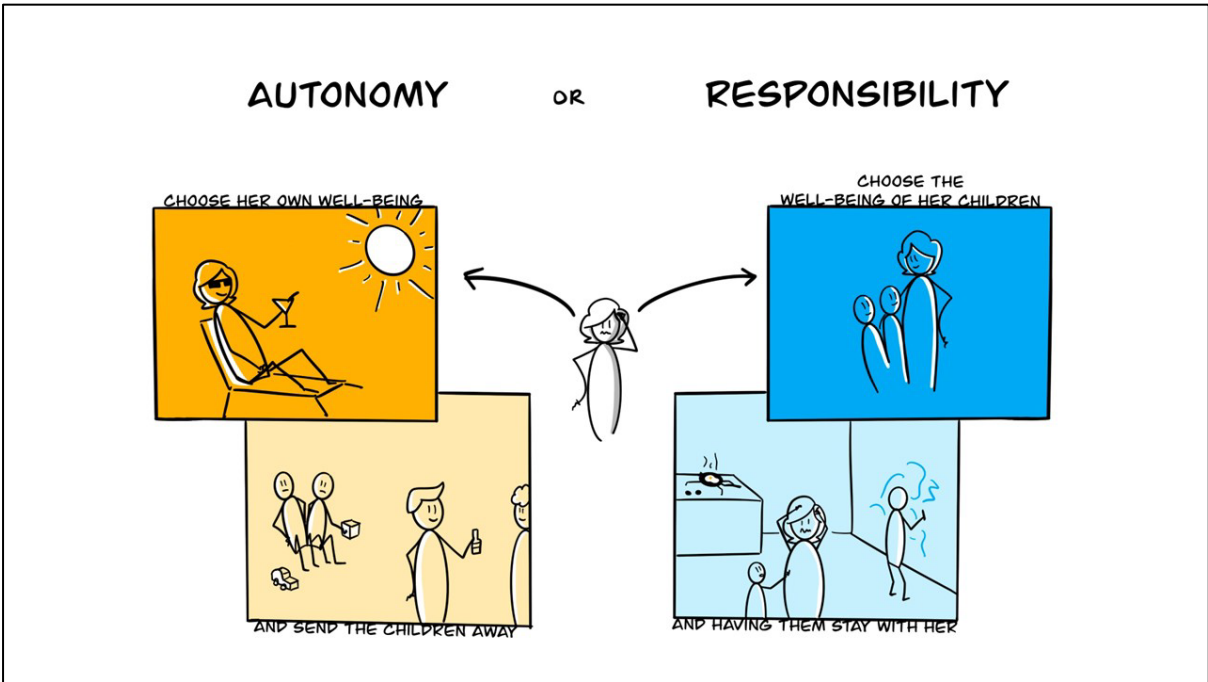 AUTONOMY OR RESPONSIBILITY
CHOOSE HER OWN WELL-BEING
CHOOSE THE
WELL-BEING OF HER CHILDREN
AND SEND THE CHILDREN AWAY
AND HAVING THEM STAY WITH HER